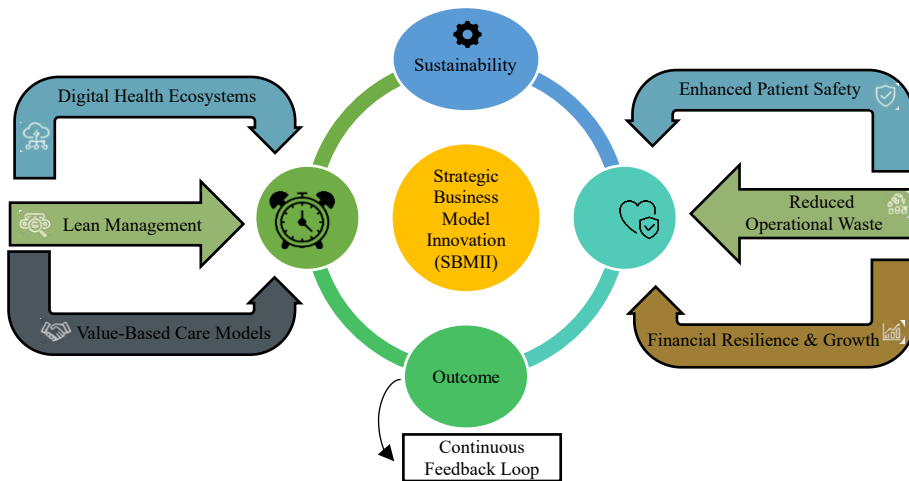 Sustainability
Digital Health Ecosystems
Enhanced Patient Safety
Strategic
Business
Model
Innovation
(SBMII)
Lean Management
Reduced
Operational Waste
Value-Based Care Models
Financial Resilience & Growth
Outcome
Continuous
Feedback Loop